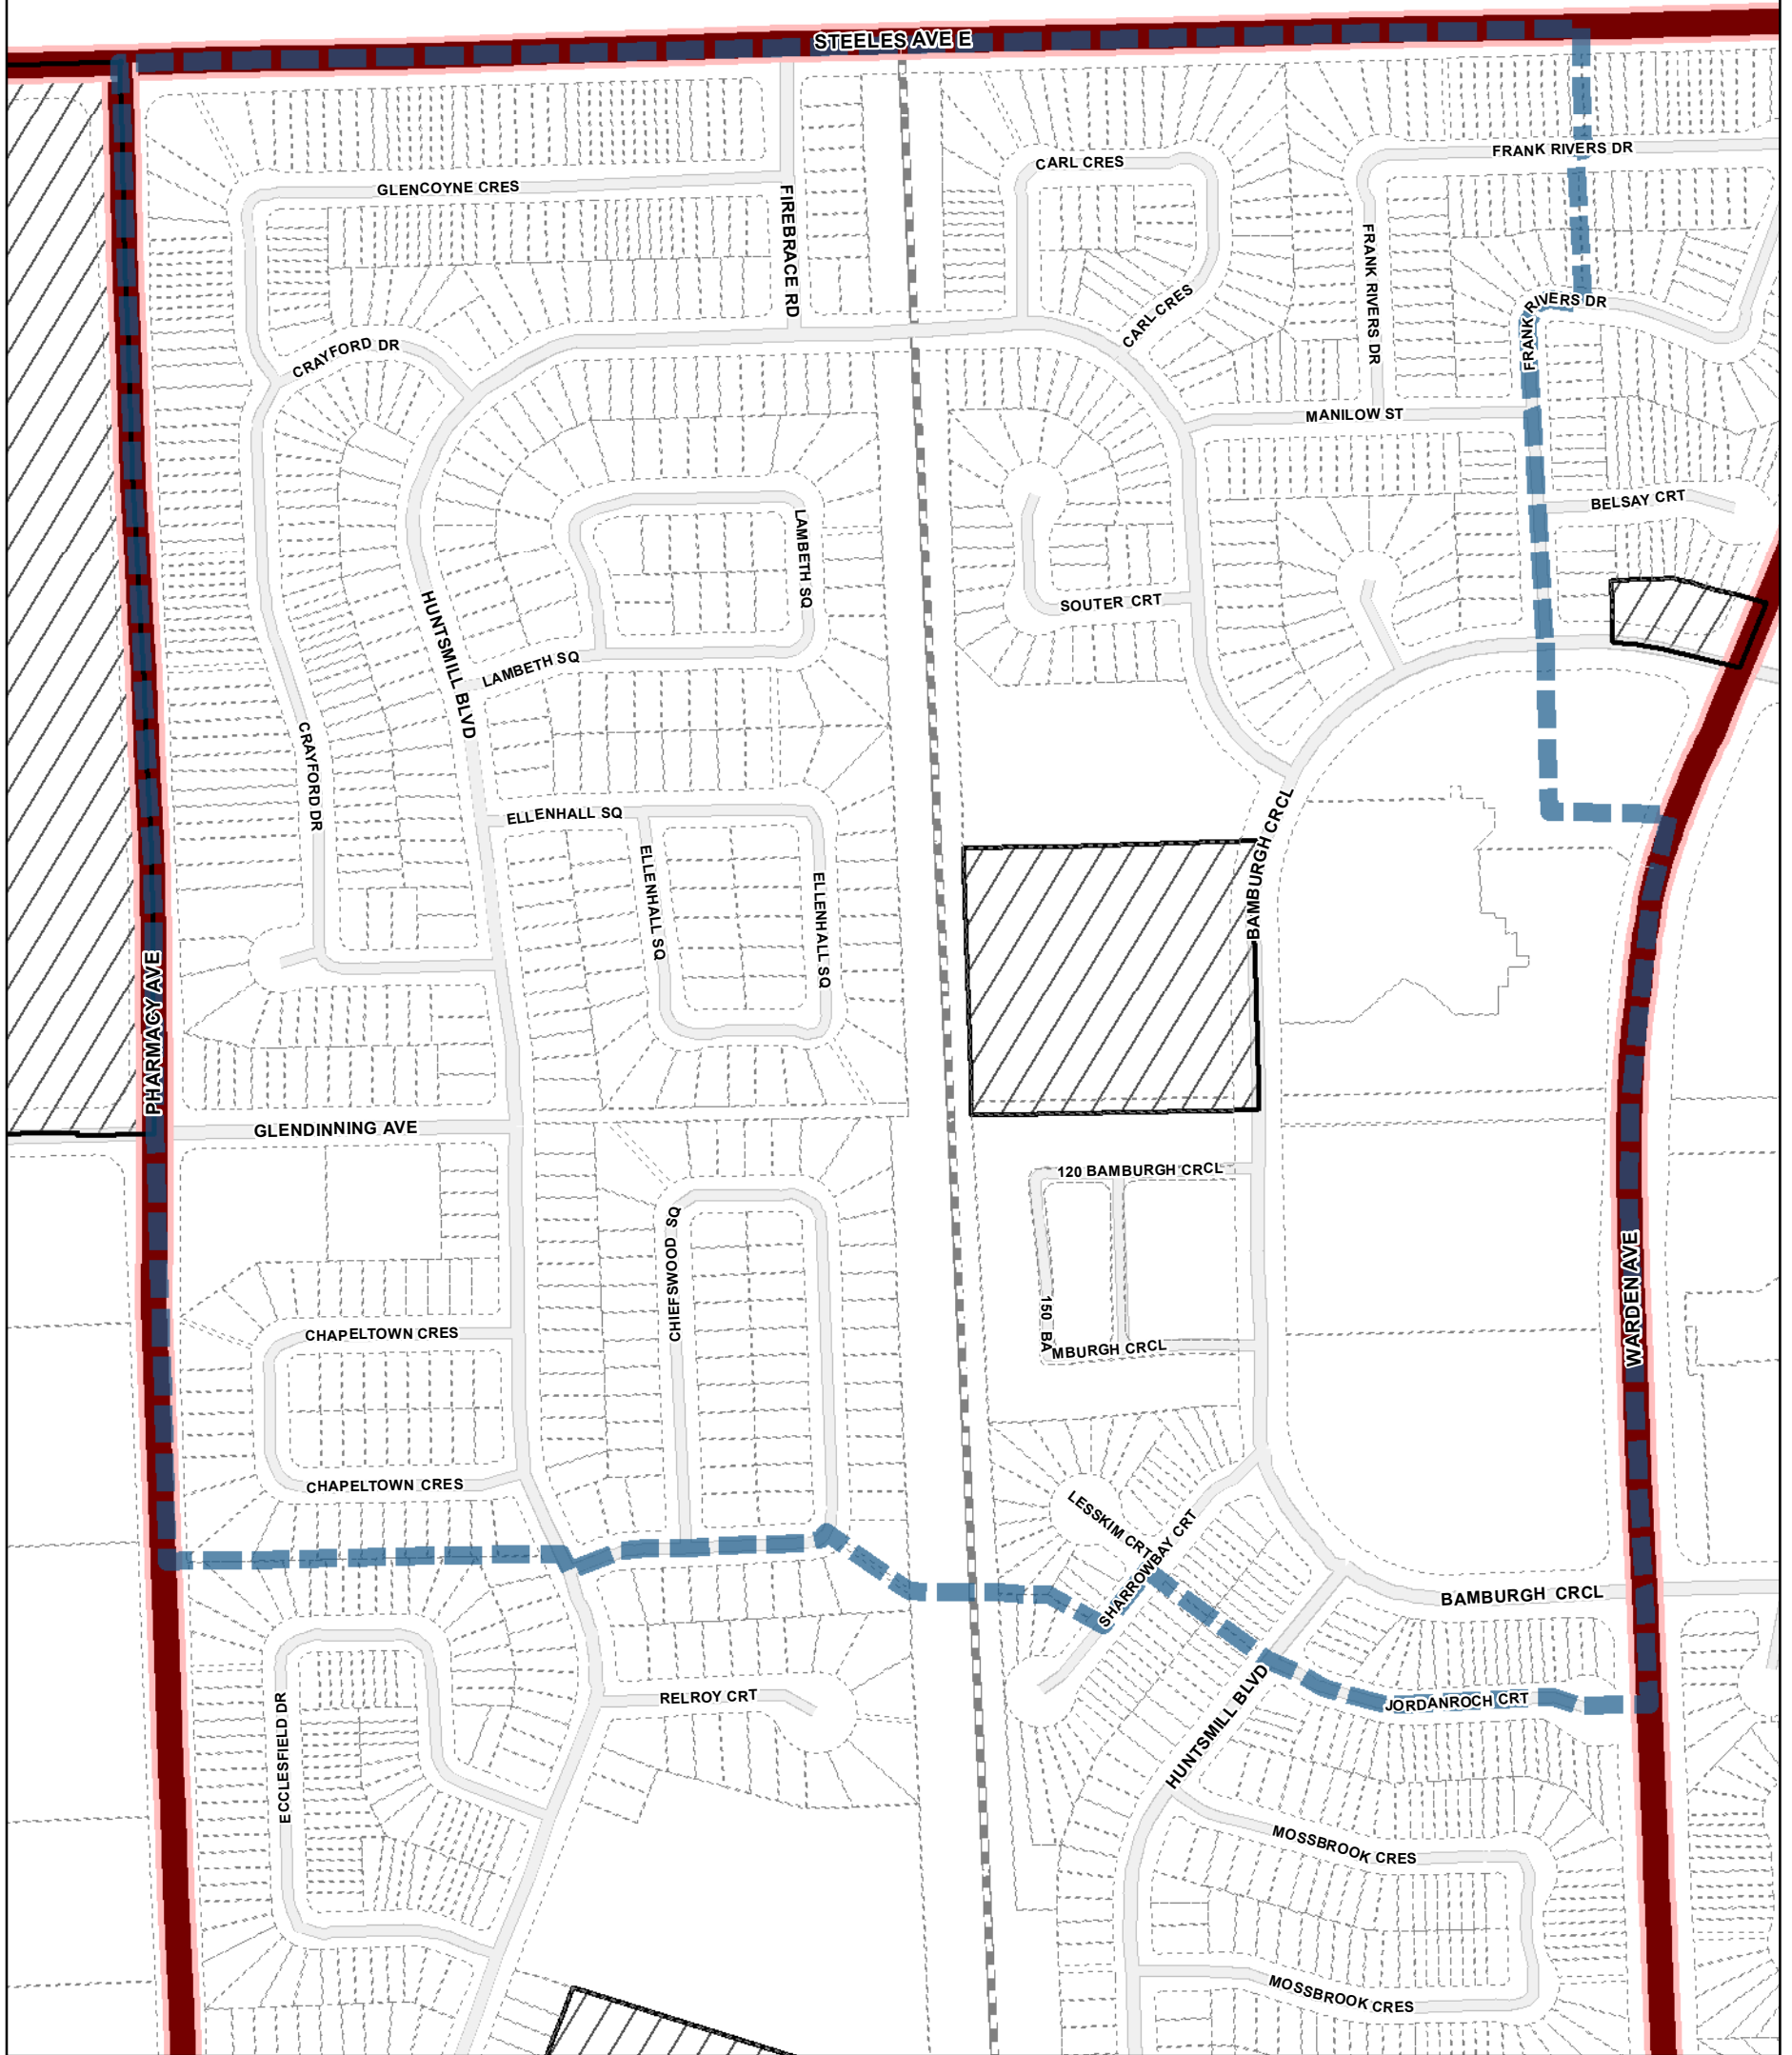 STEELES AVE E
CARL CRES
FRANK RIVERS DR
GLENCOYNE CRES
FIREBRACE RD
FRANK RIVERS DR
CARL CRES
FRANK RIVERS DR
CRAYFORD DR
MANILOW ST
BELSAY CRT
LAMBETH SQ
SOUTER CRT
HUNTSMILL BLVD
LAMBETH SQ
CRAYFORD DR
ELLENHALL SQ
BAMBURGH CRCL
ELLENHALL SQ
ELLENHALL SQ
PHARMACY AVE
GLENDINNING AVE
120 BAMBURGH CRCL
CHIEFSWOOD SQ
WARDEN AVE
150 BAMBURGH CRCL
CHAPELTOWN CRES
CHAPELTOWN CRES
LESSKIM CRT
SHARROWBAY CRT
BAMBURGH CRCL
RELROY CRT
JORDANROCH CRT
HUNTSMILL BLVD
ECCLESFIELD DR
MOSSBROOK CRES
MOSSBROOK CRES